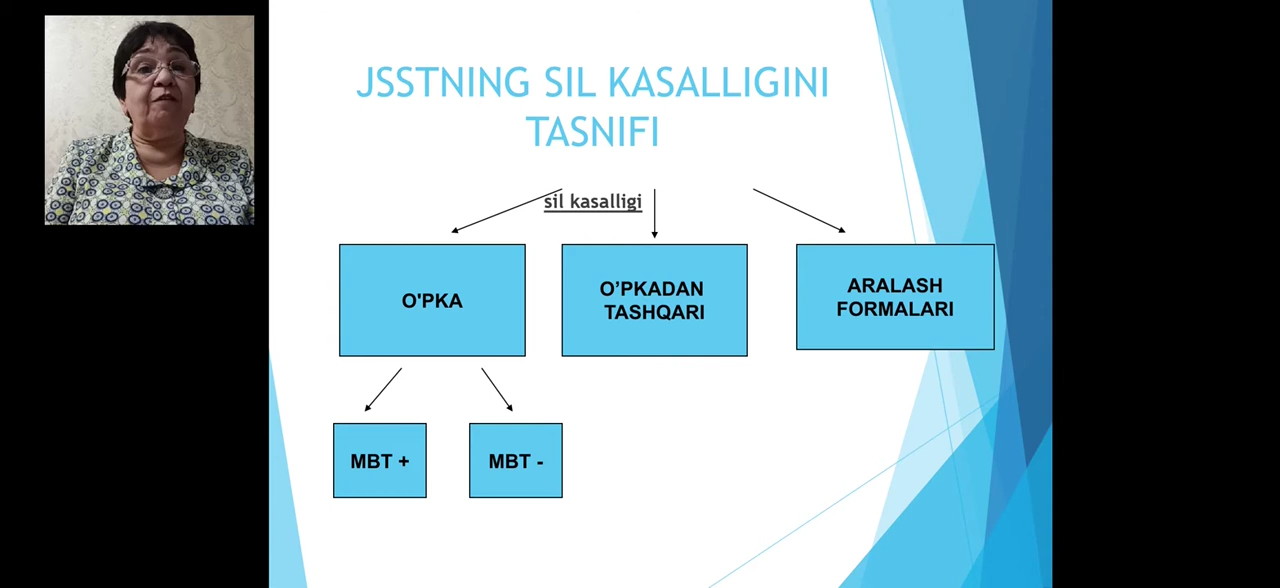 JSSTNING SIL KASALLIGINI
TASNIFI
sil kasalligi
O'PKA
O’PKADAN
TASHQARI
ARALASH
FORMALARI
MBT +
MBT -